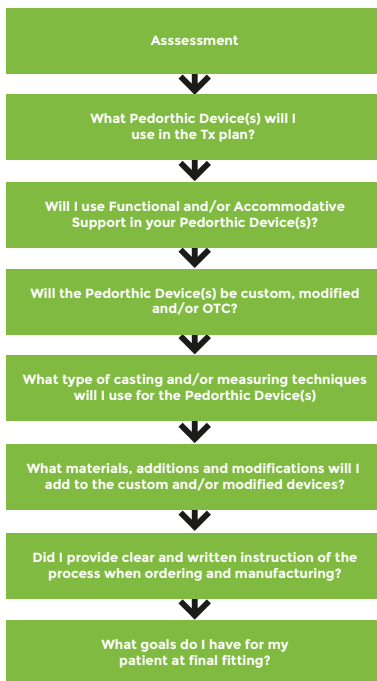 Asssessment
What Pedorthic Device(s) will I
use in the Tx plan?
Will I use Functional and/or Accommodative
Support in your Pedorthic Device(s)?
Will the Pedorthic Device(s) be custom, modified
and/or OTC?
What type of casting and/or measuring techniques
will I use for the Pedorthic Device(s)
What materials, additions and modifications will I
add to the custom and/or modified devices?
Did I provide clear and written instruction of the
process when ordering and manufacturing?
What goals do I have for my
patient at final fitting?